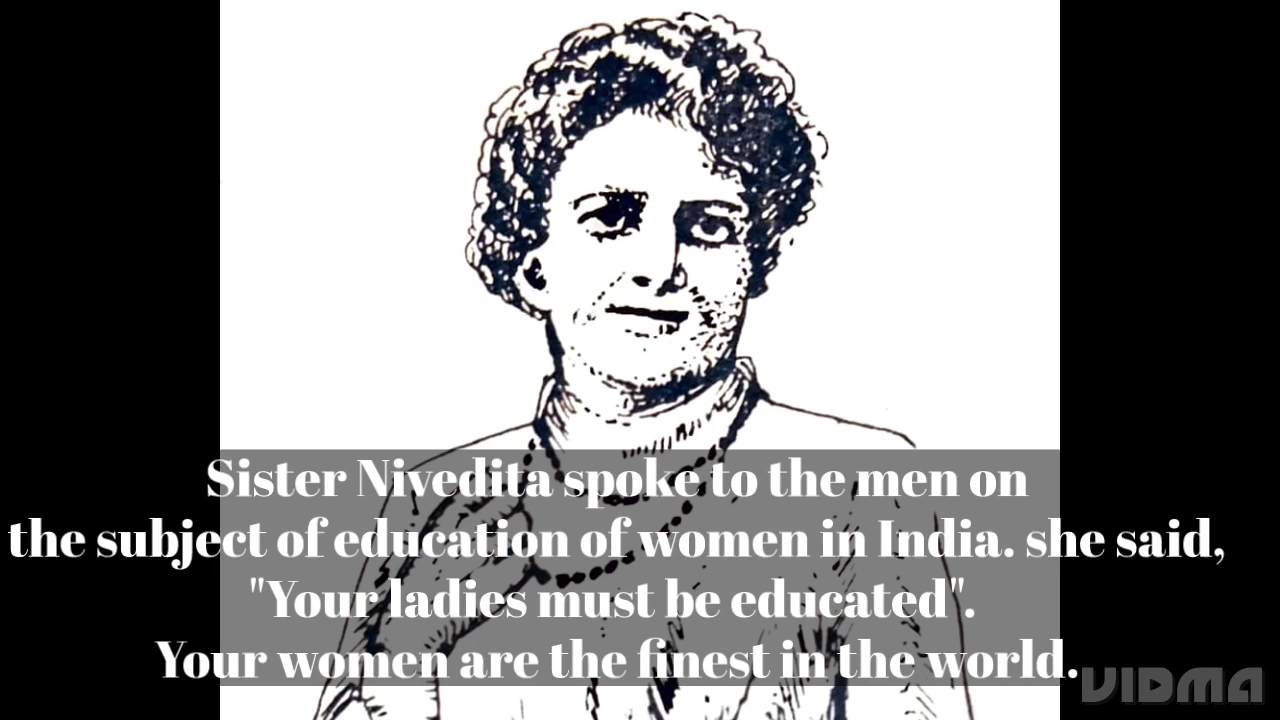 Sister Nivedita spoke to the men on
the subject of education of women in India. she said,
"Your ladies must be educated".
Your women are the finest in the world.
VIDMA